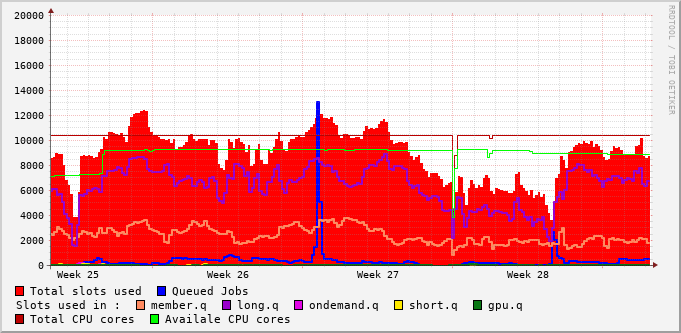 RRDTOOL / TOBI OETIKER
20000
18000
16000
14000
12000
10000
8000
6000
4000
2000
0
Week 25 Week 26 Week 27 Week 28
Total slots used Queued Jobs
Slots used in : member.q long.q ondemand.q short.q gpu.q
Total CPU cores Availale CPU cores